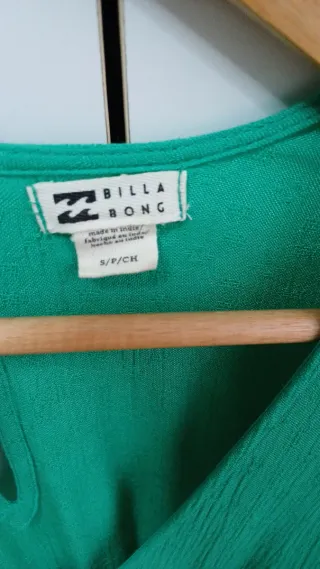 BILLA
BONG
made in india/
fabriqué en inde/
hecho en india
S/P/CH